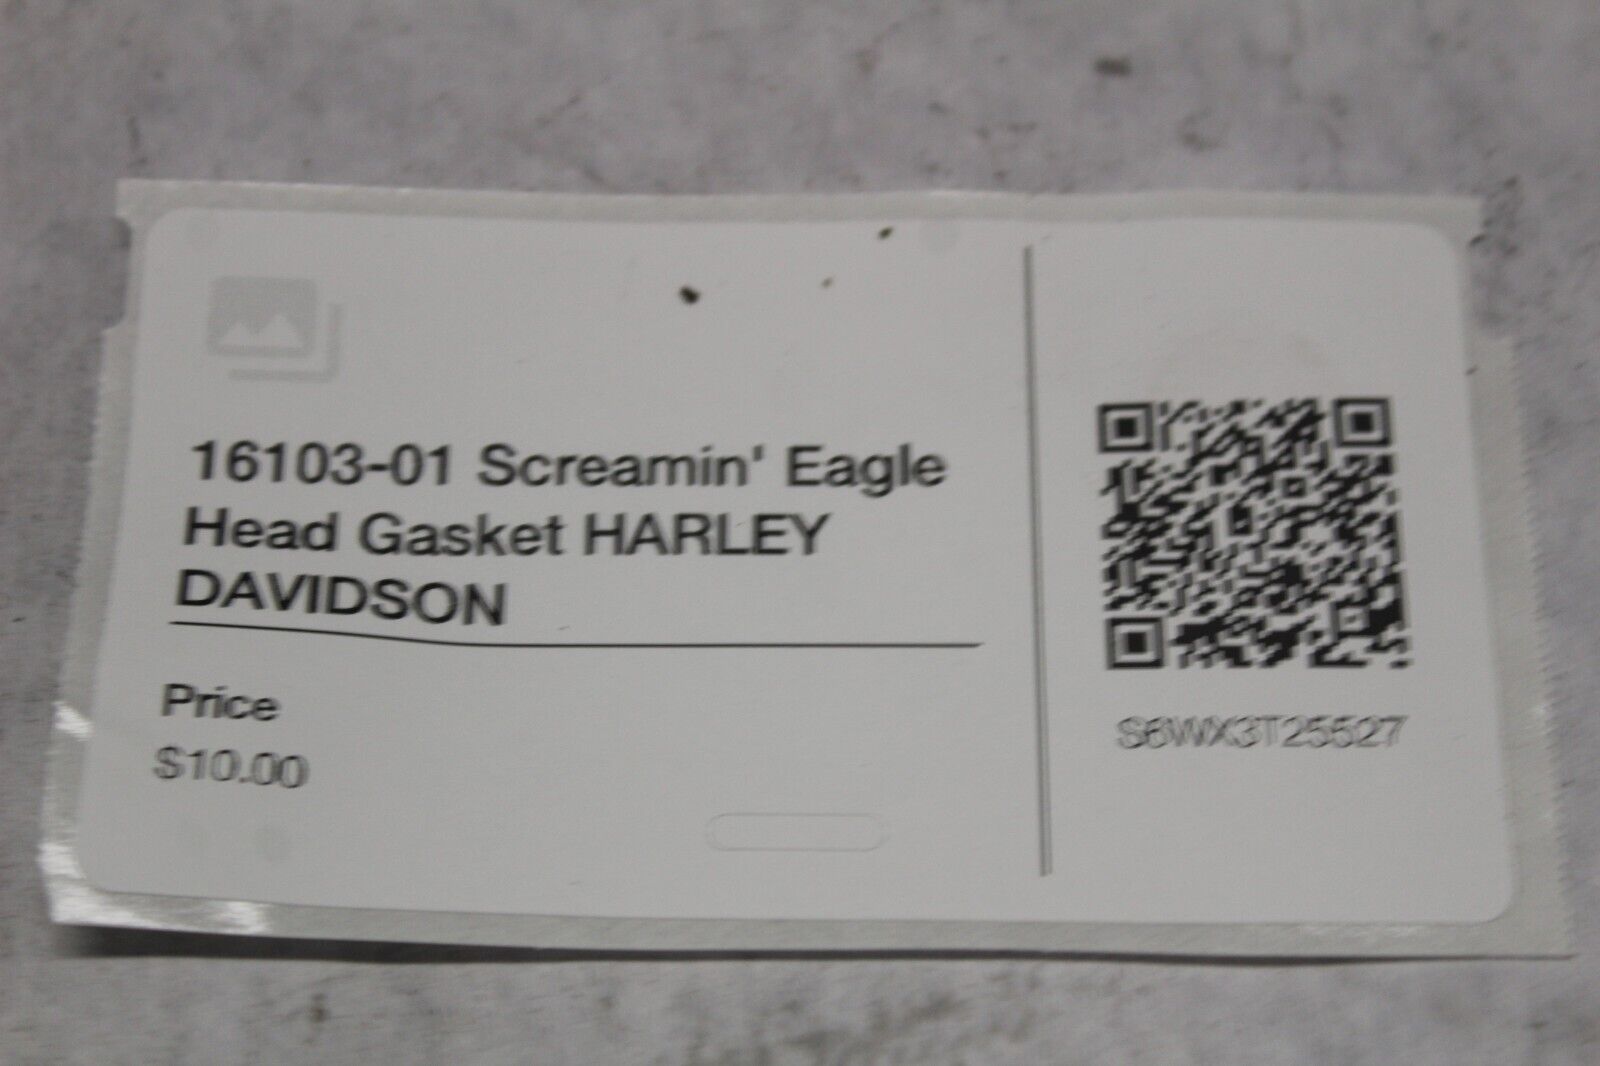 16103-01 Screamin' Eagle
Head Gasket HARLEY
DAVIDSON
Price
$10.00
S6WX3T25527